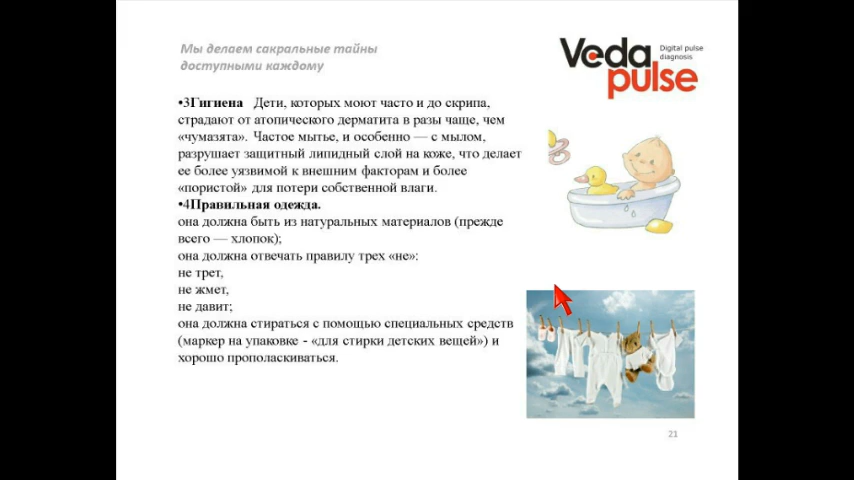 Мы делаем сакральные тайны
доступными каждому
Veda
pulse
Digital pulse
diagnosis
•3Гигиена Дети, которых моют часто и до скрипа,
страдают от атопического дерматита в разы чаще, чем
«чумазята». Частое мытье, и особенно — с мылом,
разрушает защитный липидный слой на коже, что делает
ее более уязвимой к внешним факторам и более
«пористой» для потери собственной влаги.
•4Правильная одежда.
она должна быть из натуральных материалов (прежде
всего — хлопок);
она должна отвечать правилу трех «не»:
не трет,
не жмет,
не давит;
она должна стираться с помощью специальных средств
(маркер на упаковке - «для стирки детских вещей») и
хорошо прополаскиваться.
21